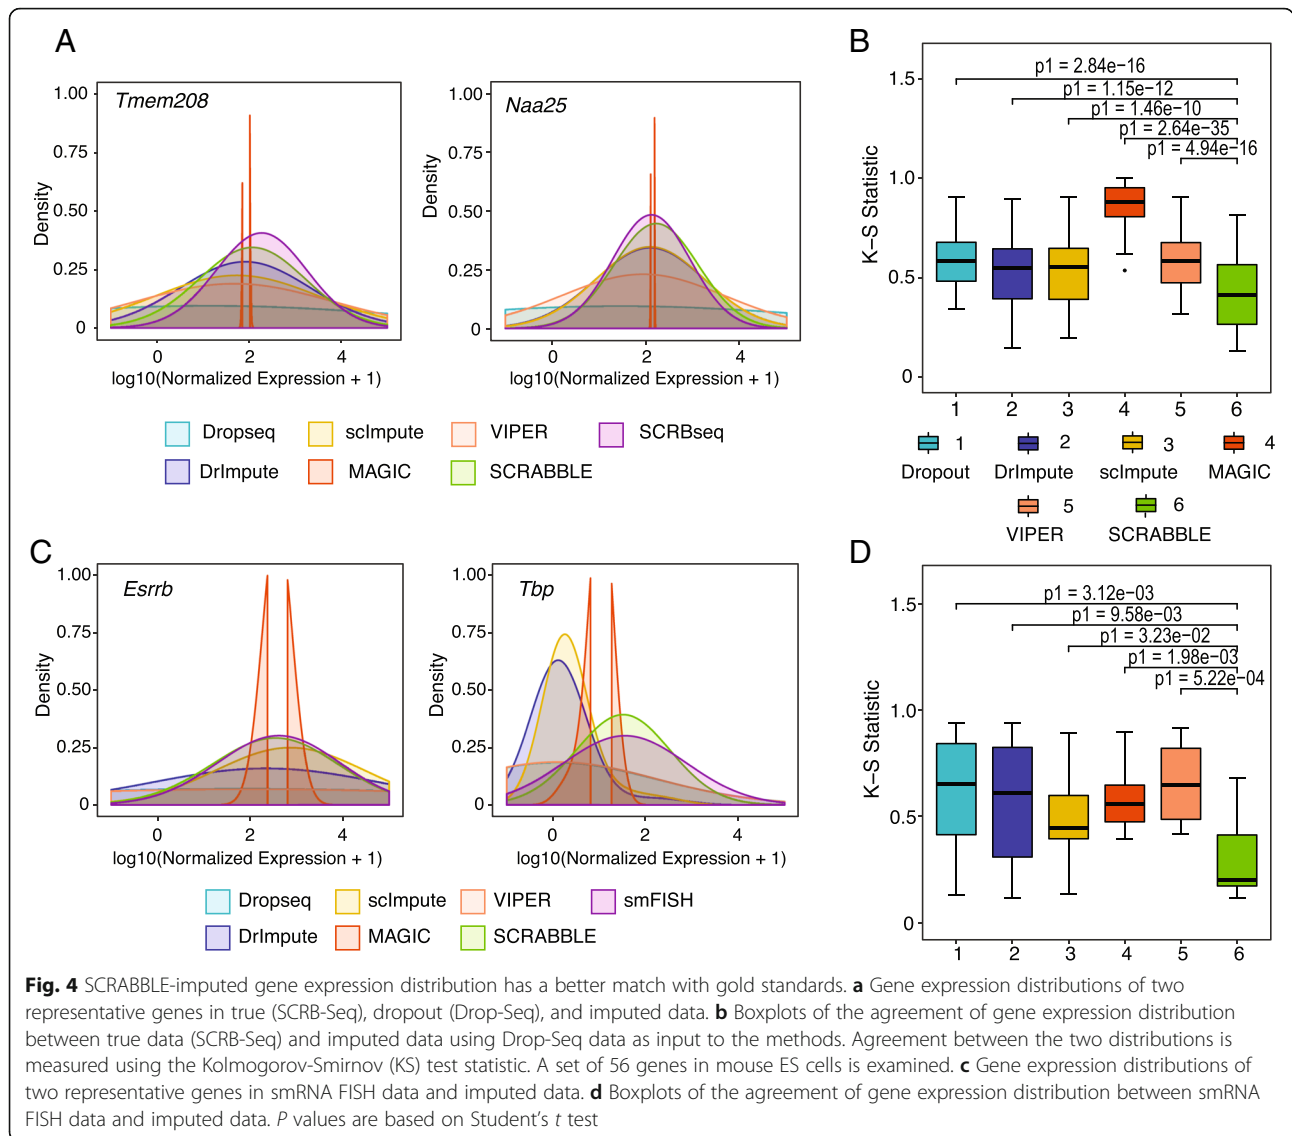 A
Tmem208
1.00
0.75
0.50
0.25
0
Density
0 2 4
log10(Normalized Expression + 1)
Naa25
1.00
0.75
0.50
0.25
0
Density
0 2 4
log10(Normalized Expression + 1)
Dropseq scImpute VIPER SCRBseq
DrImpute MAGIC SCRABBLE
B
p1 = 2.84e−16
p1 = 1.15e−12
p1 = 1.46e−10
p1 = 2.64e−35
p1 = 4.94e−16
1.5
1.0
0.5
0
K−S Statistic
1 2 3 4 5 6
1 2 3 4
Dropout DrImpute scImpute MAGIC
5 6
VIPER SCRABBLE
C
Esrrb
1.00
0.75
0.50
0.25
0
Density
0 2 4
log10(Normalized Expression + 1)
Tbp
1.00
0.75
0.50
0.25
0
Density
0 2 4
log10(Normalized Expression + 1)
Dropseq scImpute VIPER smFISH
DrImpute MAGIC SCRABBLE
D
p1 = 3.12e−03
p1 = 9.58e−03
p1 = 3.23e−02
p1 = 1.98e−03
p1 = 5.22e−04
1.5
1.0
0.5
0
K−S Statistic
1 2 3 4 5 6
Fig. 4 SCRABBLE-imputed gene expression distribution has a better match with gold standards. a Gene expression distributions of two
representative genes in true (SCRB-Seq), dropout (Drop-Seq), and imputed data. b Boxplots of the agreement of gene expression distribution
between true data (SCRB-Seq) and imputed data using Drop-Seq data as input to the methods. Agreement between the two distributions is
measured using the Kolmogorov-Smirnov (KS) test statistic. A set of 56 genes in mouse ES cells is examined. c Gene expression distributions of
two representative genes in smRNA FISH data and imputed data. d Boxplots of the agreement of gene expression distribution between smRNA
FISH data and imputed data. P values are based on Student's t test